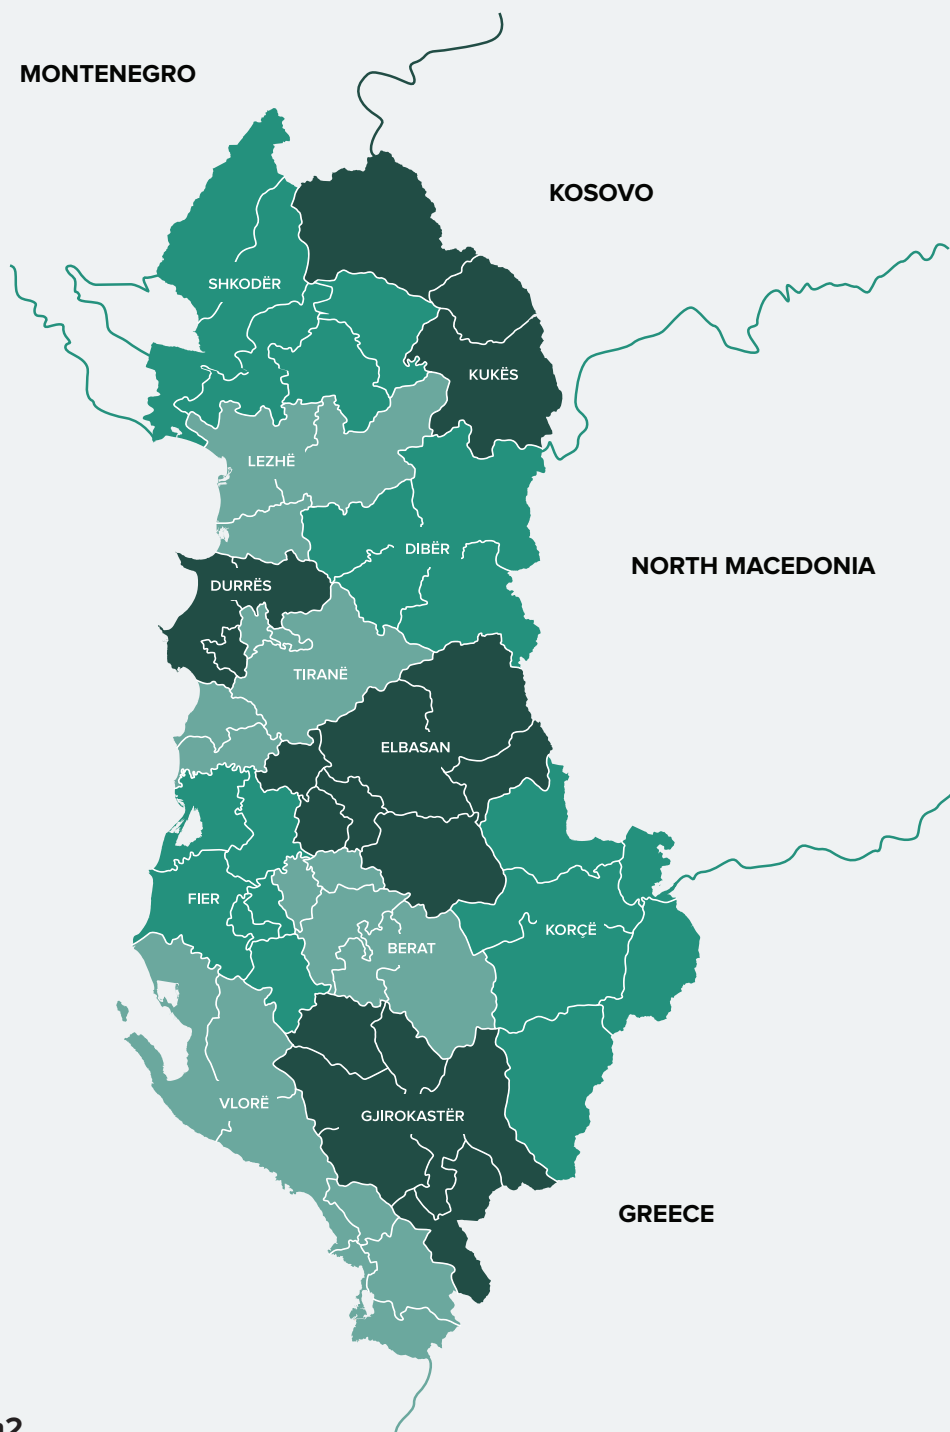 MONTENEGRO
KOSOVO
SHKODËR
KUKËS
LEZHË
DIBËR
NORTH MACEDONIA
DURRËS
TIRANË
ELBASAN
FIER
KORÇË
BERAT
VLORË
GJIROKASTËR
GREECE